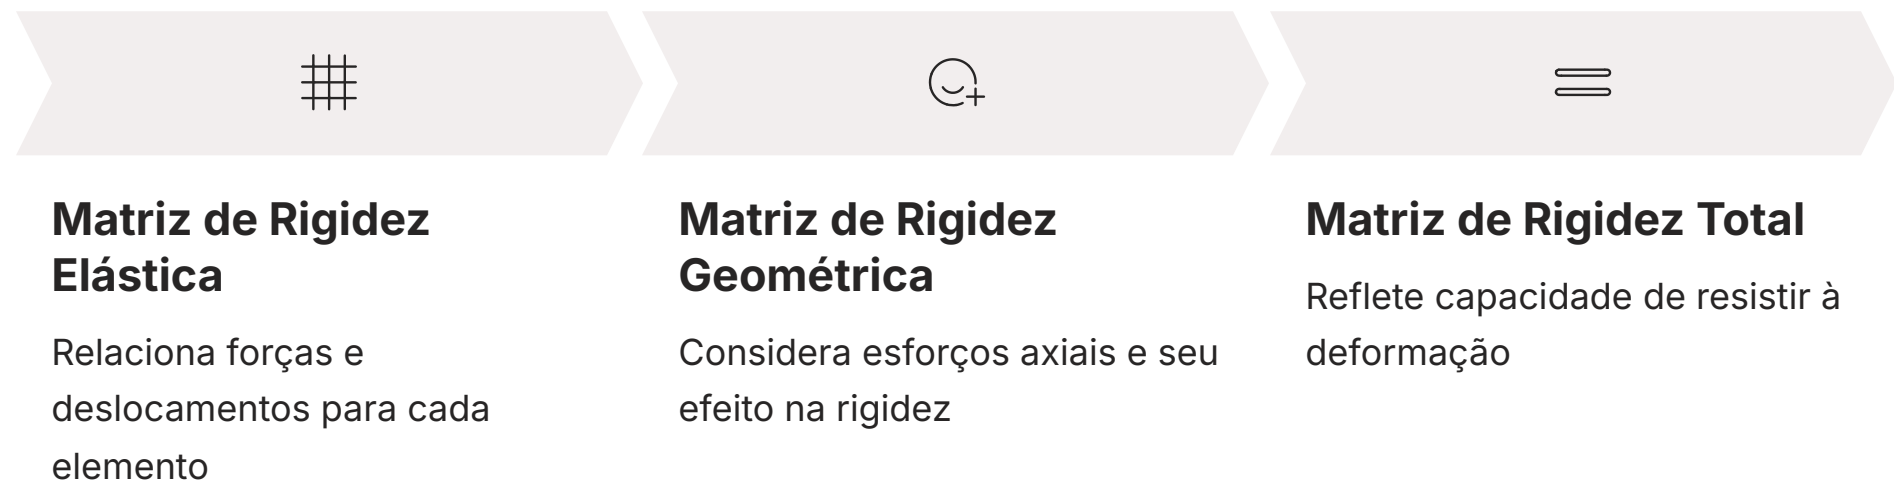 Matriz de Rigidez
Elástica
Relaciona forças e
deslocamentos para cada
elemento
Matriz de Rigidez
Geométrica
Considera esforços axiais e seu
efeito na rigidez
Matriz de Rigidez Total
Reflete capacidade de resistir à
deformação